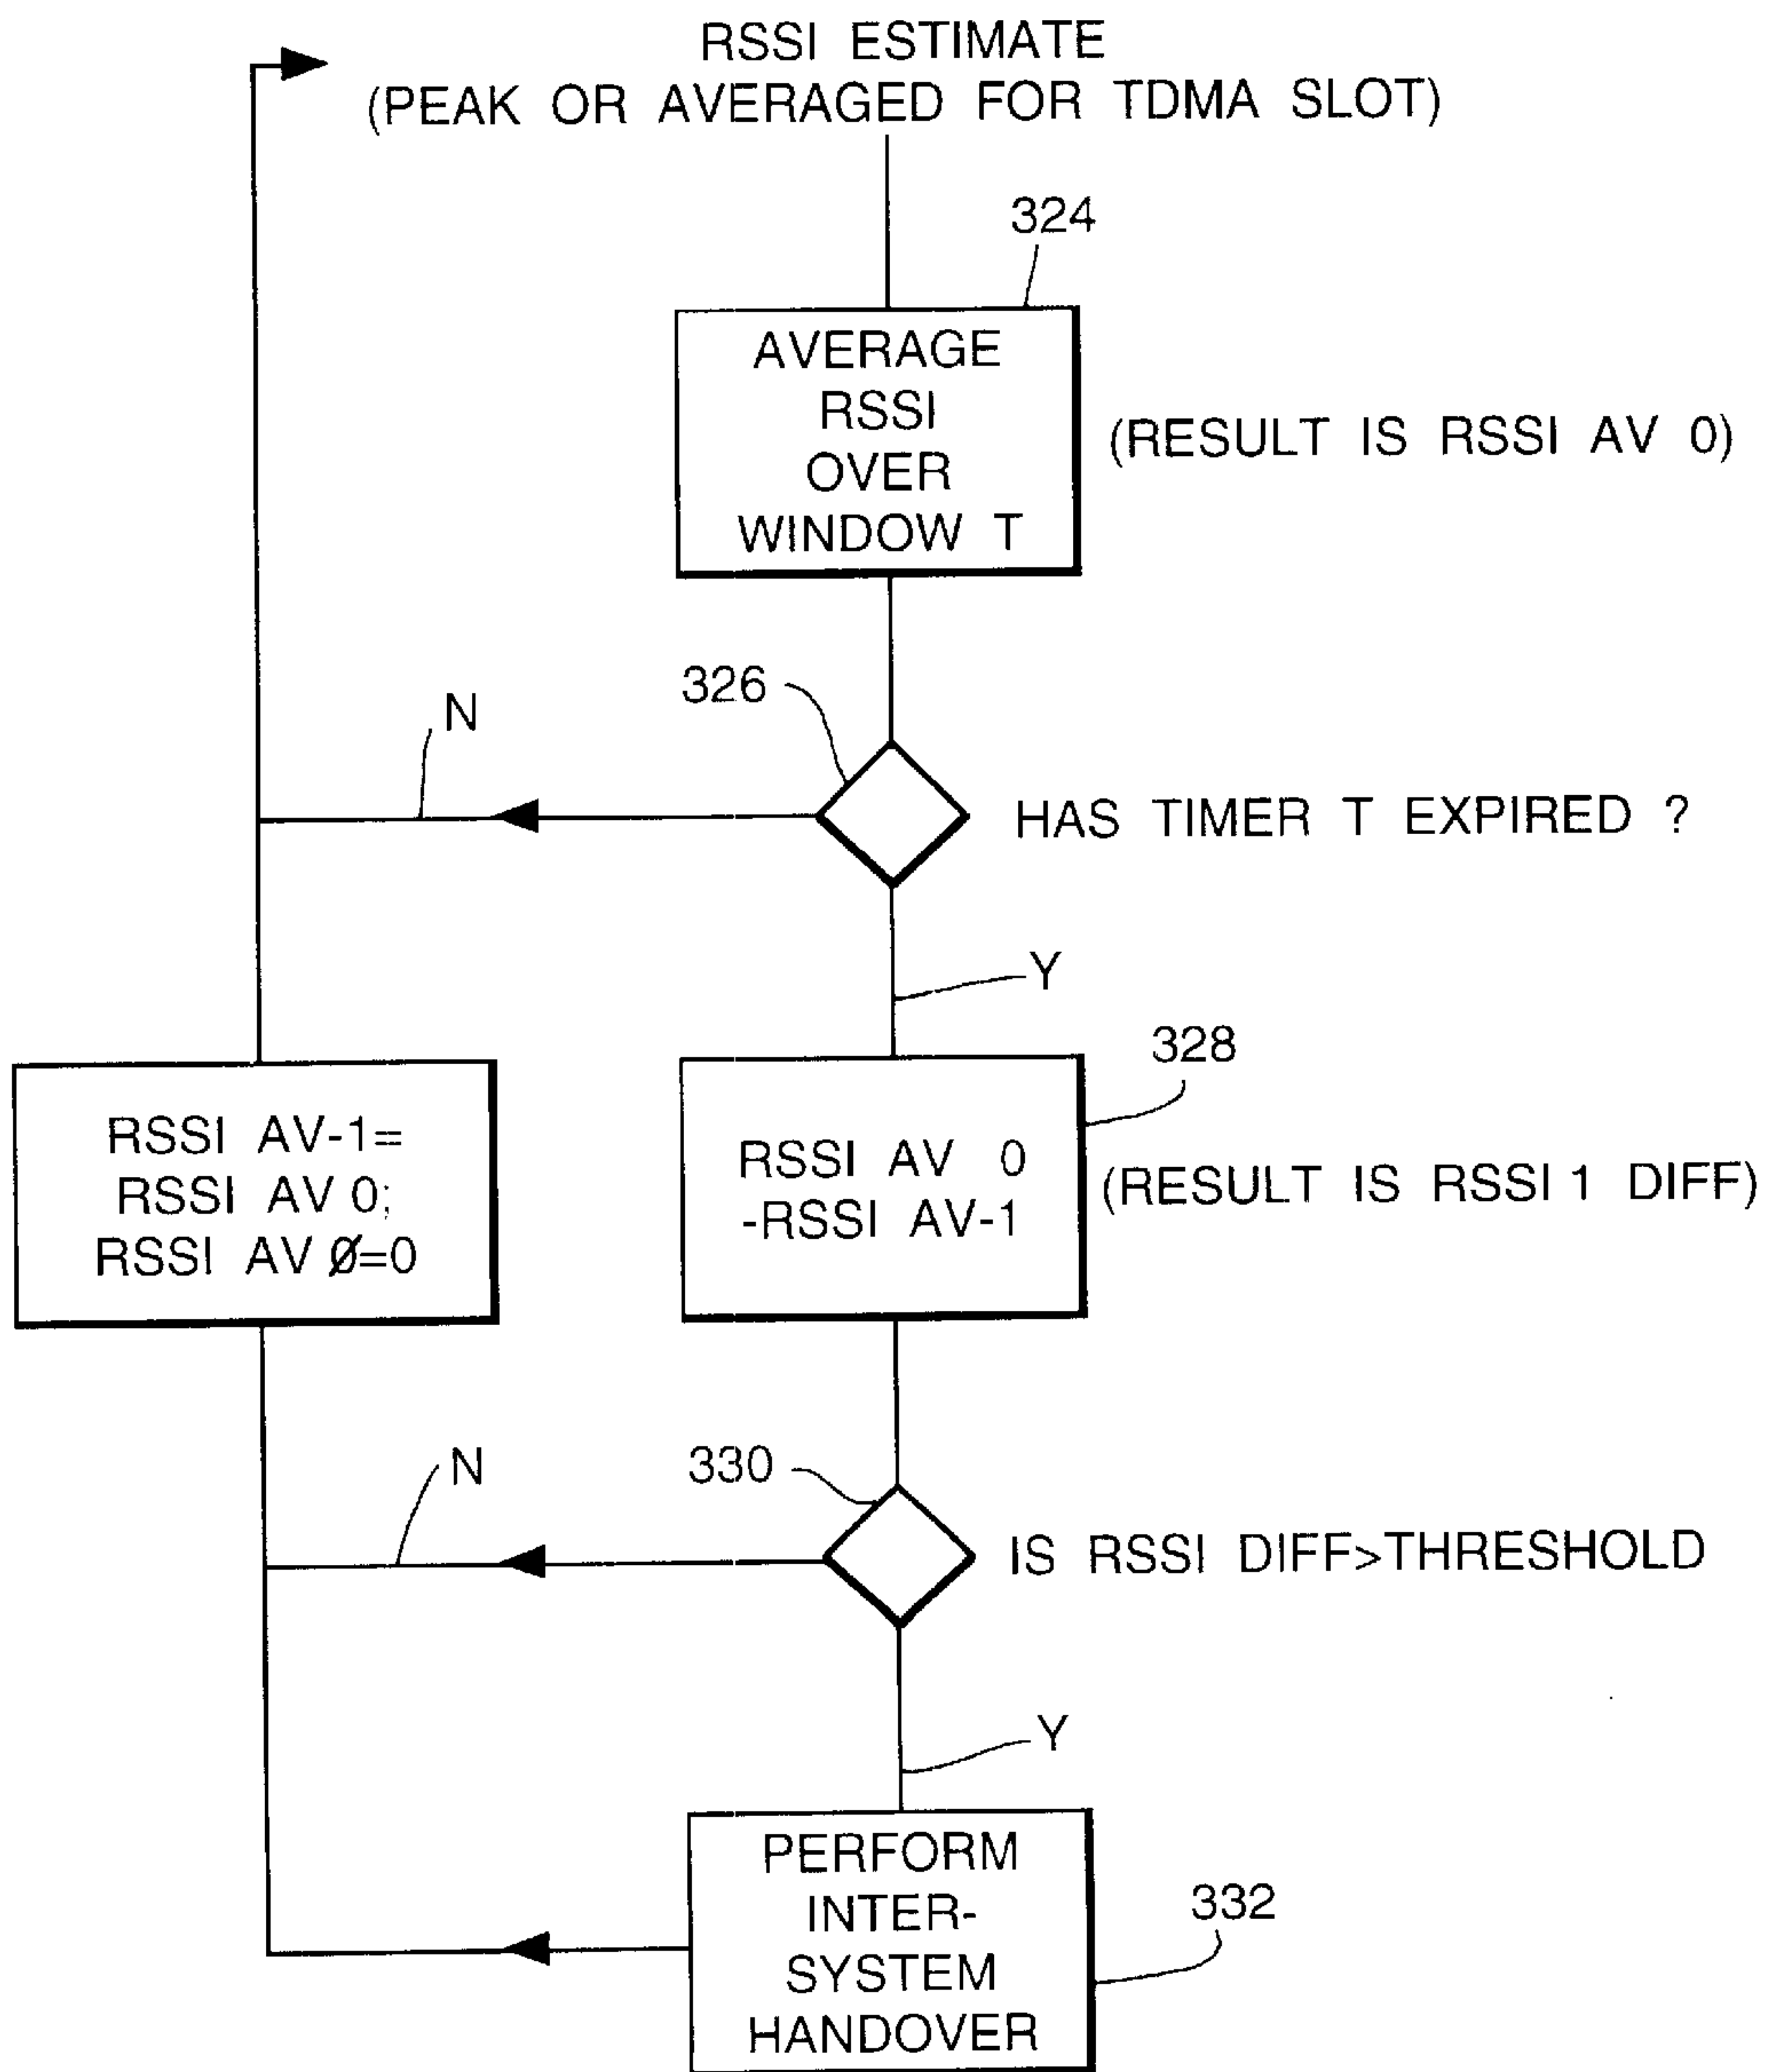 RSSI ESTIMATE
(PEAK OR AVERAGED FOR TDMA SLOT)
324
AVERAGE
RSSI
OVER
WINDOW T
(RESULT IS RSSI AV 0)
326
N
HAS TIMER T EXPIRED ?
Y
328
RSSI AV-1=
RSSI AV 0;
RSSI AV Ø=0
RSSI AV 0
-RSSI AV-1
(RESULT IS RSSI 1 DIFF)
330
N
IS RSSI DIFF>THRESHOLD
Y
PERFORM
INTER-
SYSTEM
HANDOVER
332